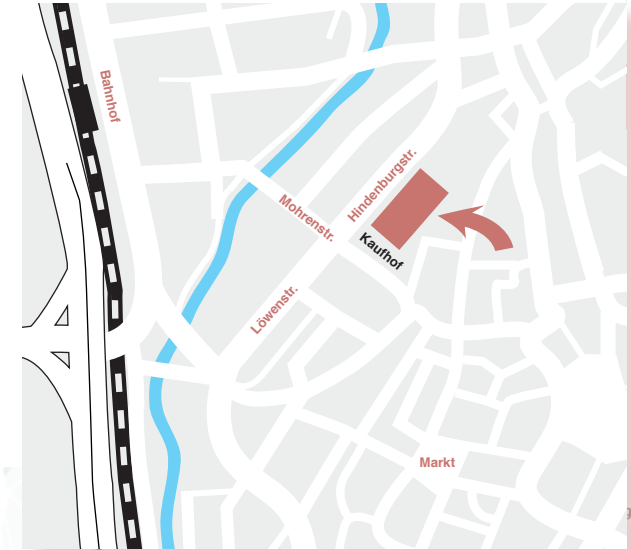 Bahnhof
Hindenburgstr.
Mohrenstr.
Kaufhof
Löwenstr.
Markt